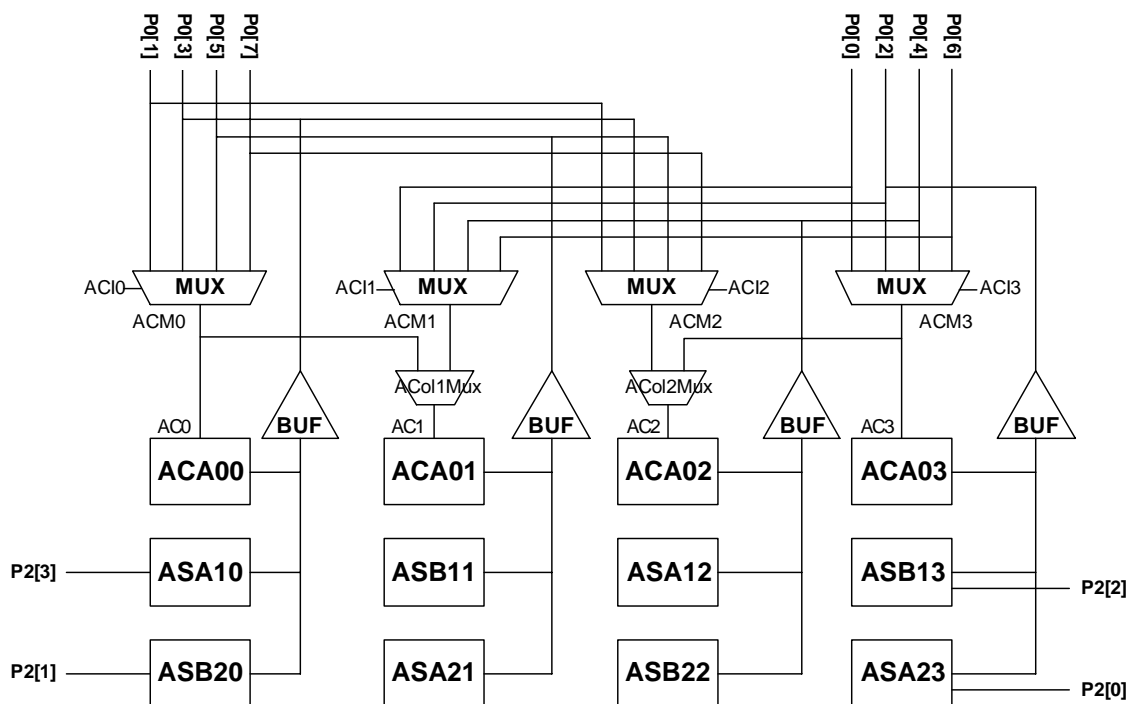 P0[1] P0[3] P0[5] P0[7] P0[0] P0[2] P0[4] P0[6]
ACI0 MUX ACI1 MUX MUX ACI2 MUX ACI3
ACM0 ACM1 ACM2 ACM3
ACol1Mux ACol2Mux
AC0 BUF AC1 BUF AC2 BUF AC3 BUF
ACA00 ACA01 ACA02 ACA03
P2[3] ASA10 ASB11 ASA12 ASB13 P2[2]
P2[1] ASB20 ASA21 ASB22 ASA23 P2[0]